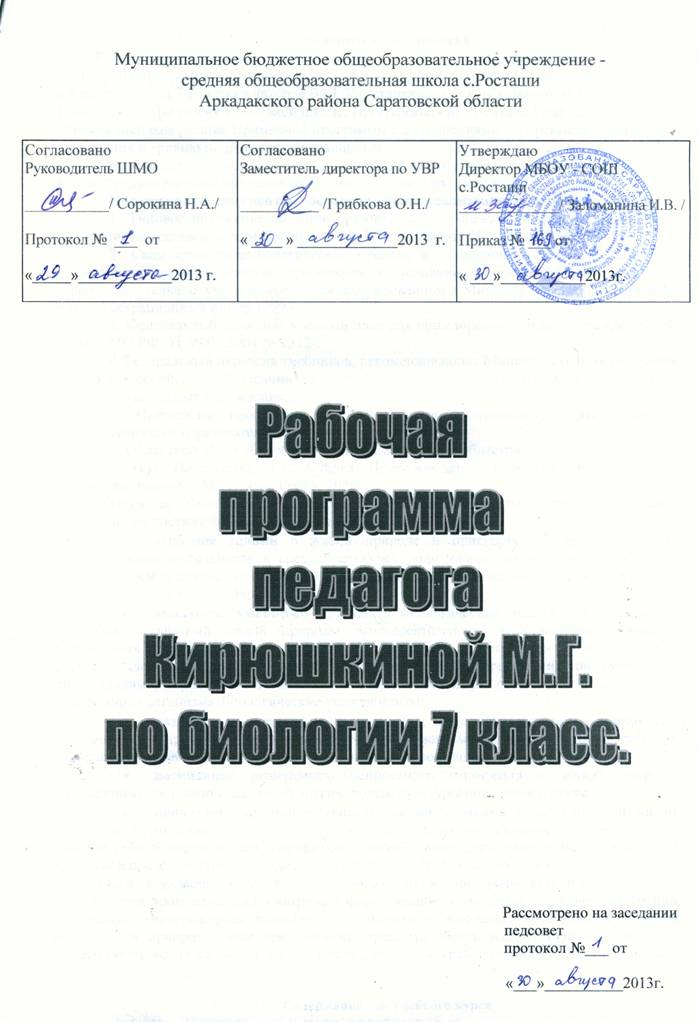 Муниципальное бюджетное общеобразовательное учреждение -
средняя общеобразовательная школа с.Росташи
Аркадакского района Саратовской области
Согласовано
Руководитель ШМО
/ Сорокина Н.А./
Протокол № 1 от
«29» августа 2013 г.
Согласовано
Заместитель директора по УВР
/Грибкова О.Н./
«30» августа 2013 г.
Утверждаю
Директор МБОУ - СОШ
с.Росташи
Заломанина И.В. /
Приказ № 169 от
«30» августа 2013г.
Рабочая
программа
педагога
Кирюшкиной М.Г.
по биологии 7 класс.
Рассмотрено на заседании
педсовет
протокол № 1 от
«30» августа 2013г.